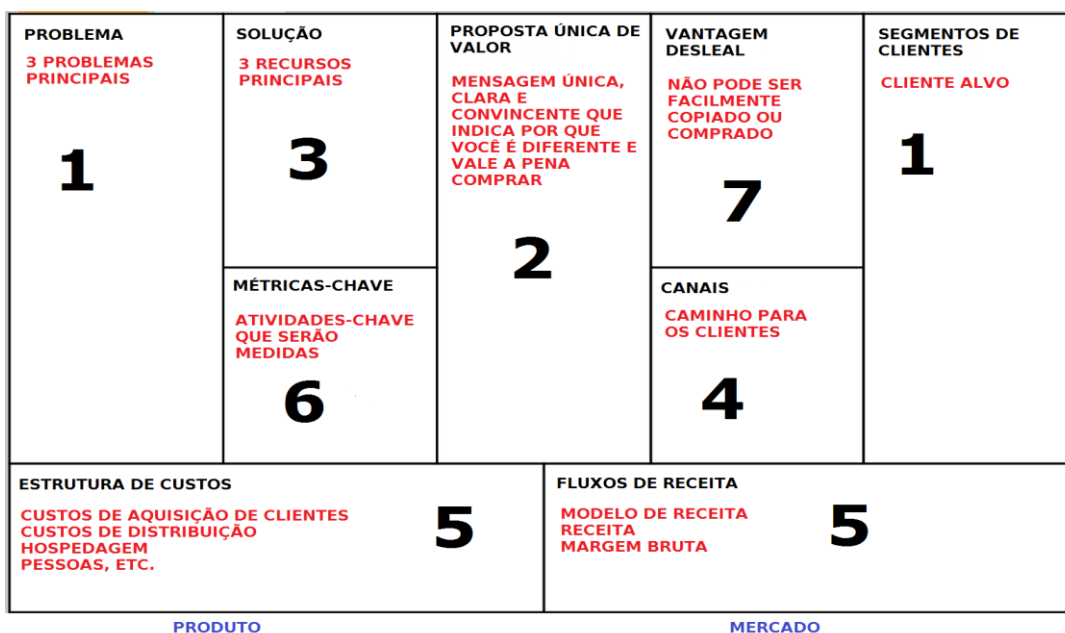 PROBLEMA
3 PROBLEMAS
PRINCIPAIS
1
SOLUÇÃO
3 RECURSOS
PRINCIPAIS
3
MÉTRICAS-CHAVE
ATIVIDADES-CHAVE
QUE SERÃO
MEDIDAS
6
PROPOSTA ÚNICA DE
VALOR
MENSAGEM ÚNICA,
CLARA E
CONVINCENTE QUE
INDICA POR QUE
VOCÊ É DIFERENTE E
VALE A PENA
COMPRAR
2
VANTAGEM
DESLEAL
NÃO PODE SER
FACILMENTE
COPIADO OU
COMPRADO
7
CANAIS
CAMINHO PARA
OS CLIENTES
4
SEGMENTOS DE
CLIENTES
CLIENTE ALVO
1
ESTRUTURA DE CUSTOS
CUSTOS DE AQUISIÇÃO DE CLIENTES
CUSTOS DE DISTRIBUIÇÃO
HOSPEDAGEM
PESSOAS, ETC.
5
FLUXOS DE RECEITA
MODELO DE RECEITA
RECEITA
MARGEM BRUTA
5
PRODUTO
MERCADO